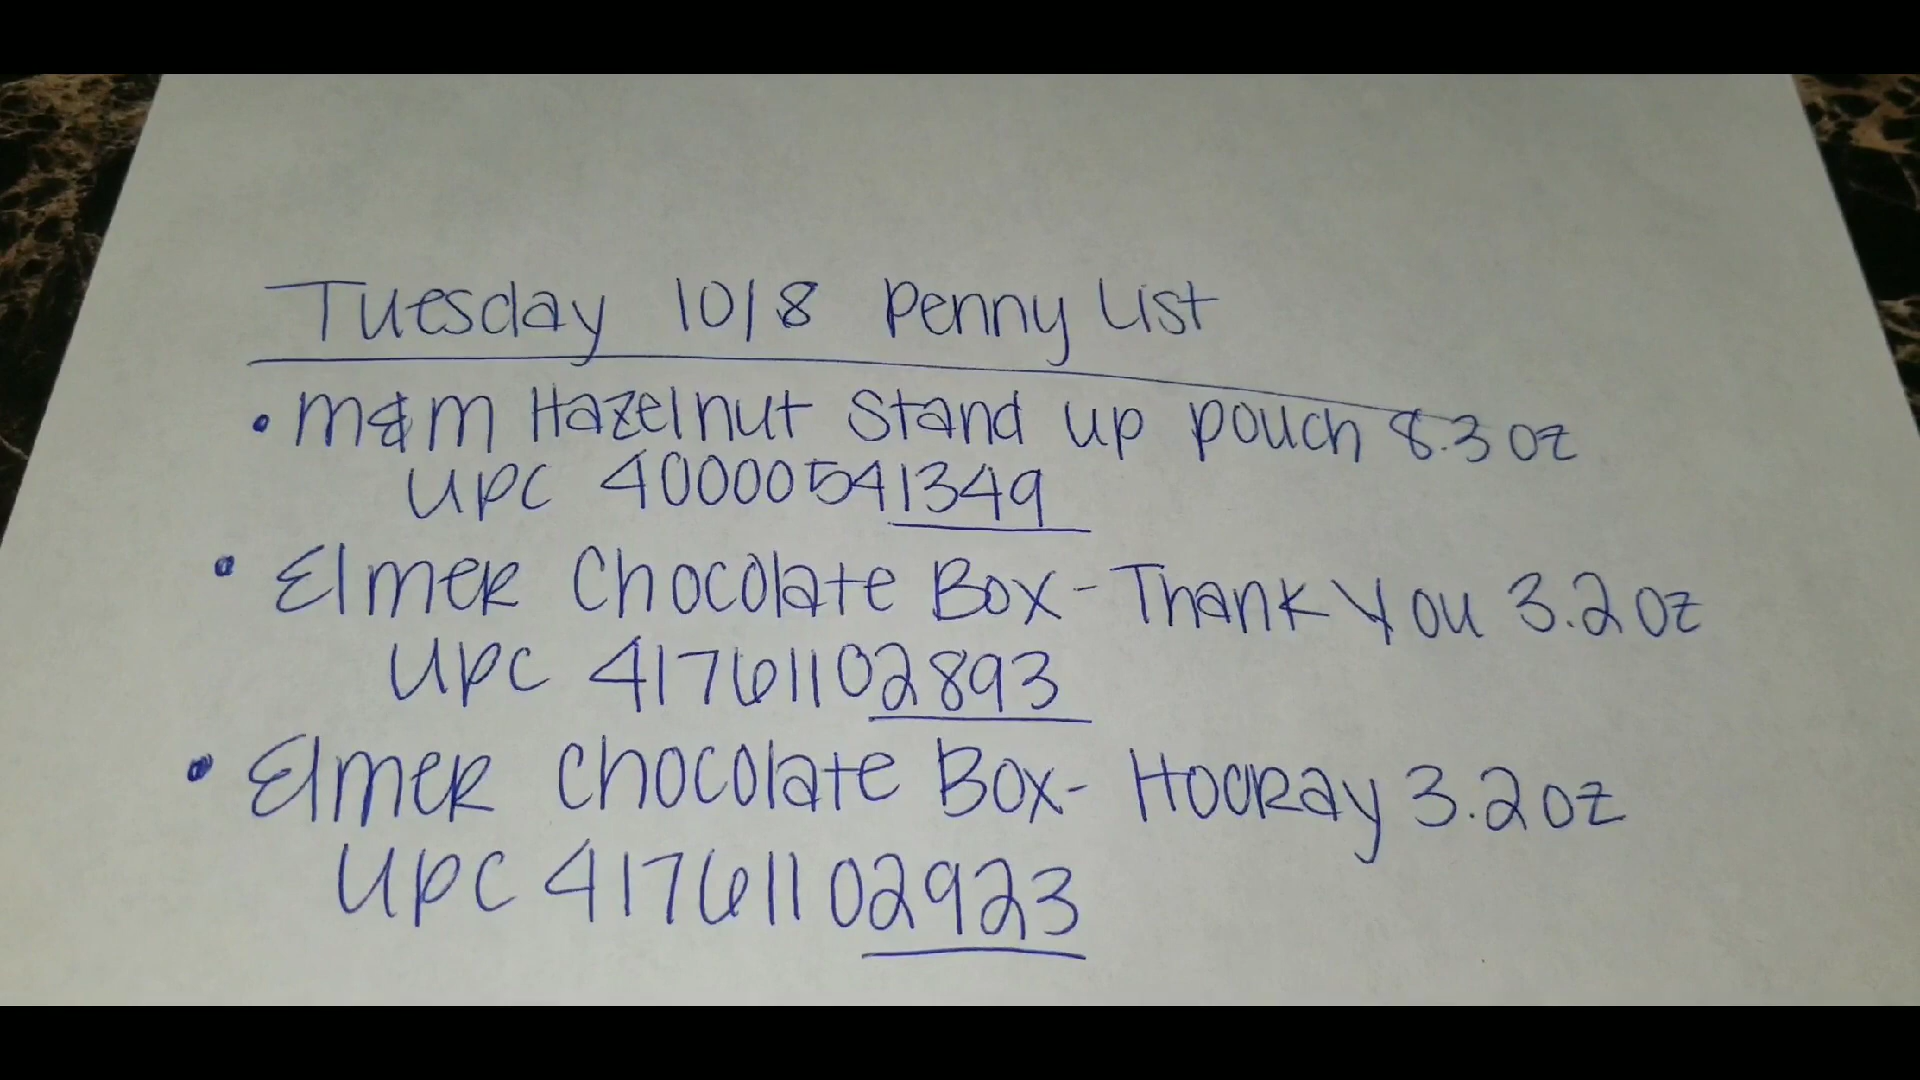 Tuesday 10/8 Penny List
• M&M Hazelnut Stand up pouch 8.3 oz
UPC 40000541349
• Elmer Chocolate Box - Thank You 3.2 oz
UPC 41761102893
• Elmer Chocolate Box - Hooray 3.2 oz
UPC 41761102923